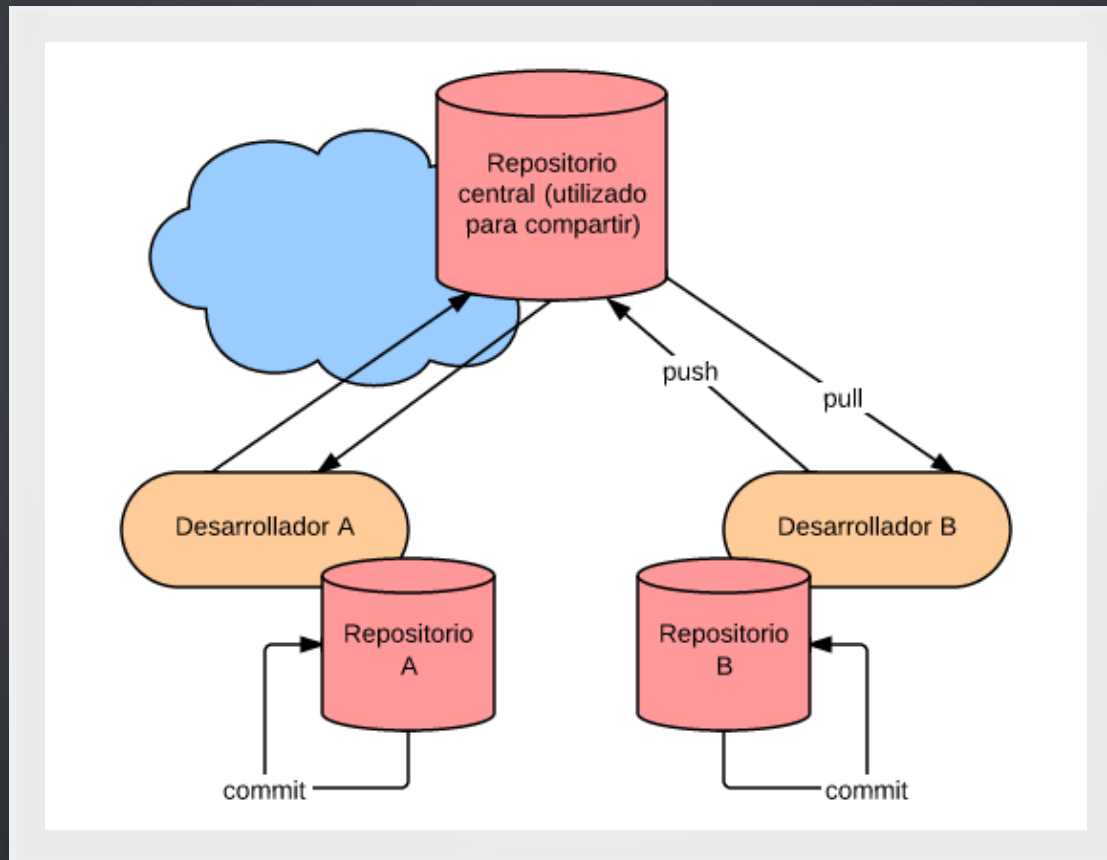 Repositorio
central (utilizado
para compartir)
push
pull
Desarrollador A
Desarrollador B
Repositorio
A
Repositorio
B
commit
commit